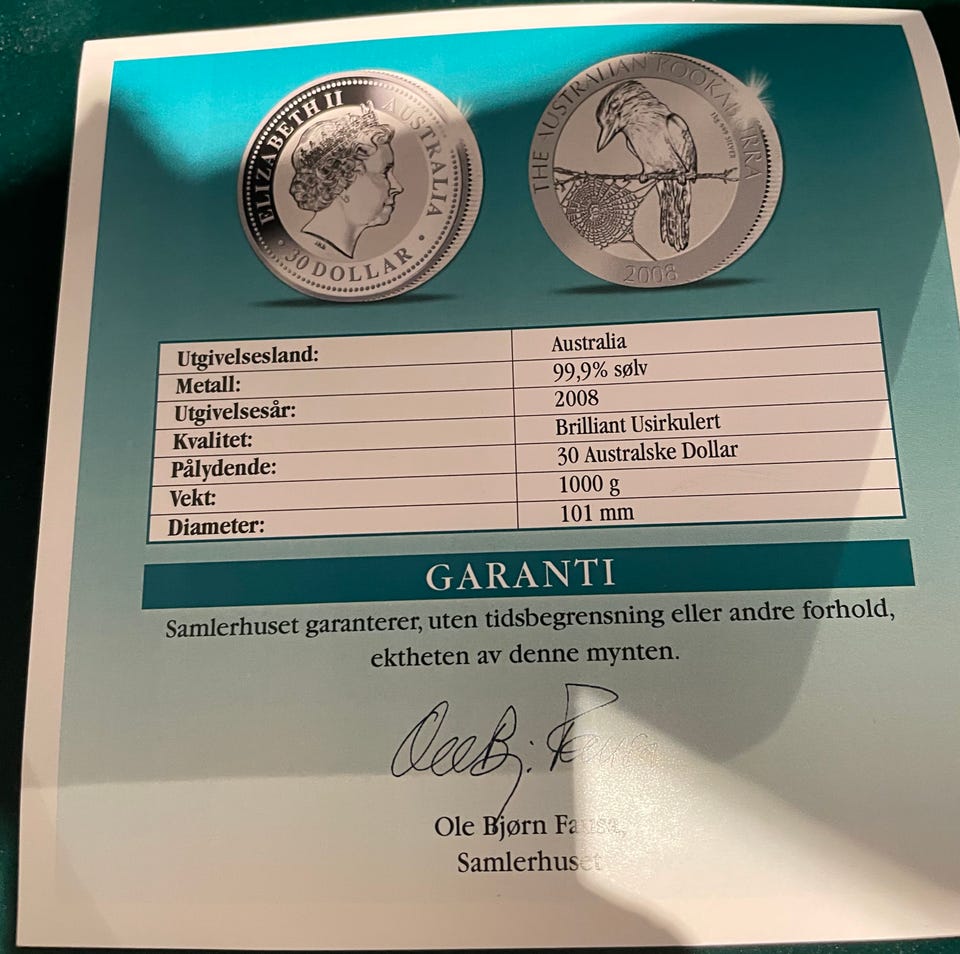 ELIZABETH II AUSTRALIA
30 DOLLAR
THE AUSTRALIAN KOOKABURRA
2008
Utgivelsesland: Australia
Metall: 99,9% sølv
Utgivelsesår: 2008
Kvalitet: Brilliant Usirkulert
Pålydende: 30 Australske Dollar
Vekt: 1000 g
Diameter: 101 mm
GARANTI
Samlerhuset garanterer, uten tidsbegrensning eller andre forhold,
ektheten av denne mynten.
Ole Bjørn Fausa,
Samlerhuset